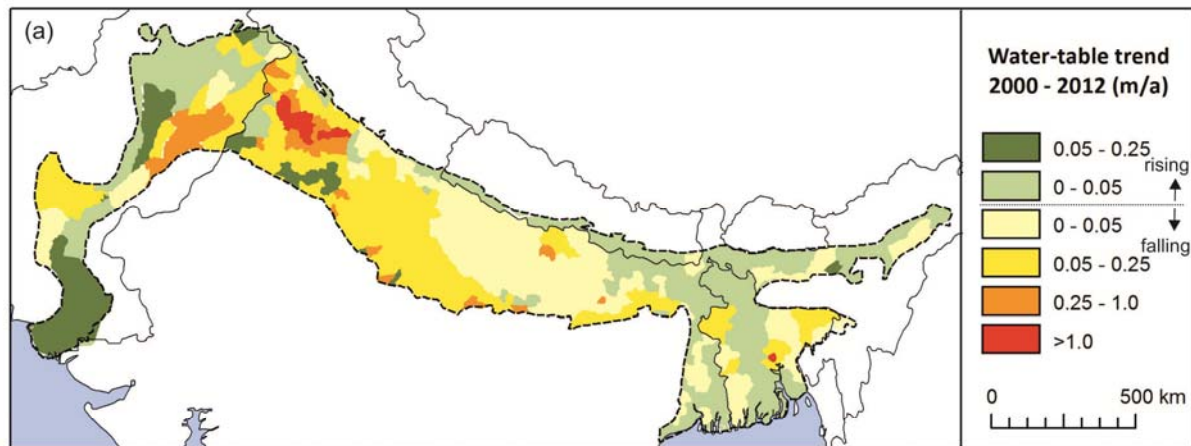 (a)
Water-table trend
2000 - 2012 (m/a)
0.05 - 0.25
rising
0 - 0.05
0 - 0.05
falling
0.05 - 0.25
0.25 - 1.0
>1.0
0 500 km